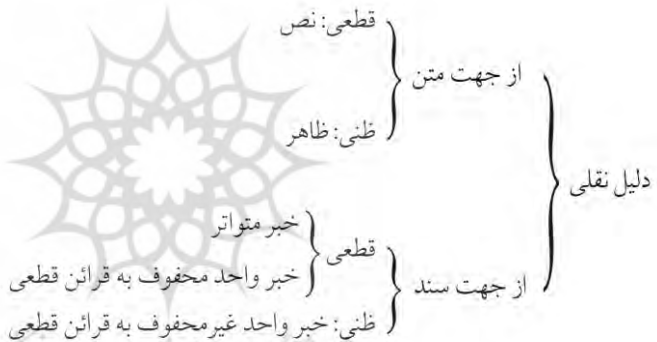 دلیل نقلی
از جهت متن
قطعی: نص
ظنی: ظاهر
از جهت سند
قطعی
خبر متواتر
خبر واحد محفوف به قرائن قطعی
ظنی: خبر واحد غیرمحفوف به قرائن قطعی